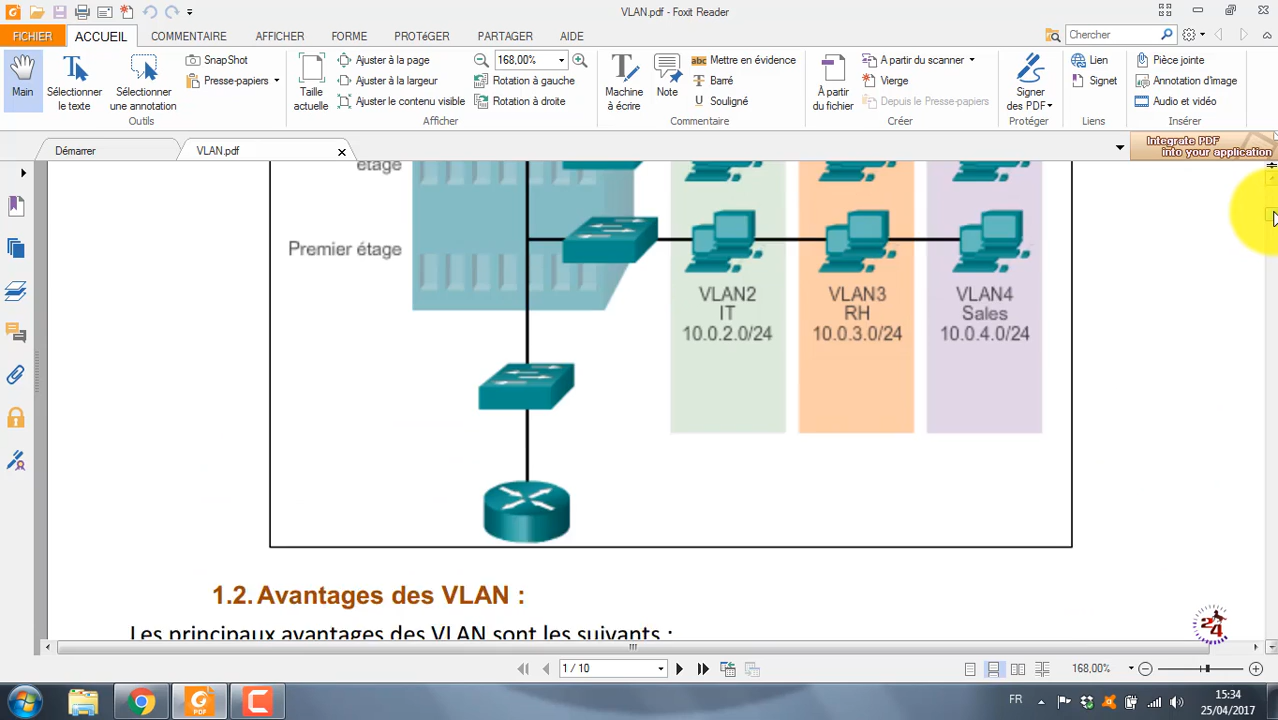 VLAN.pdf - Foxit Reader
FICHIER
ACCUEIL
COMMENTAIRE
AFFICHER
FORME
PROTéGER
PARTAGER
AIDE
Chercher
Main
Sélectionner le texte
Sélectionner une annotation
SnapShot
Presse-papiers
Outils
Taille actuelle
Ajuster à la page
Ajuster à la largeur
Ajuster le contenu visible
168,00%
Rotation à gauche
Rotation à droite
Afficher
Machine à écrire
Note
abc Mettre en évidence
Barré
Souligné
Commentaire
À partir du fichier
A partir du scanner
Vierge
Depuis le Presse-papiers
Créer
Signer des PDF
Protéger
Lien
Signet
Liens
Pièce jointe
Annotation d'image
Audio et vidéo
Insérer
Démarrer
VLAN.pdf
Integrate PDF
into your application
étage
Premier étage
VLAN2
IT
10.0.2.0/24
VLAN3
RH
10.0.3.0/24
VLAN4
Sales
10.0.4.0/24
1.2. Avantages des VLAN :
Les principaux avantages des VLAN sont les suivants :
24
1 / 10
168,00%
PDF
FR
15:34
25/04/2017